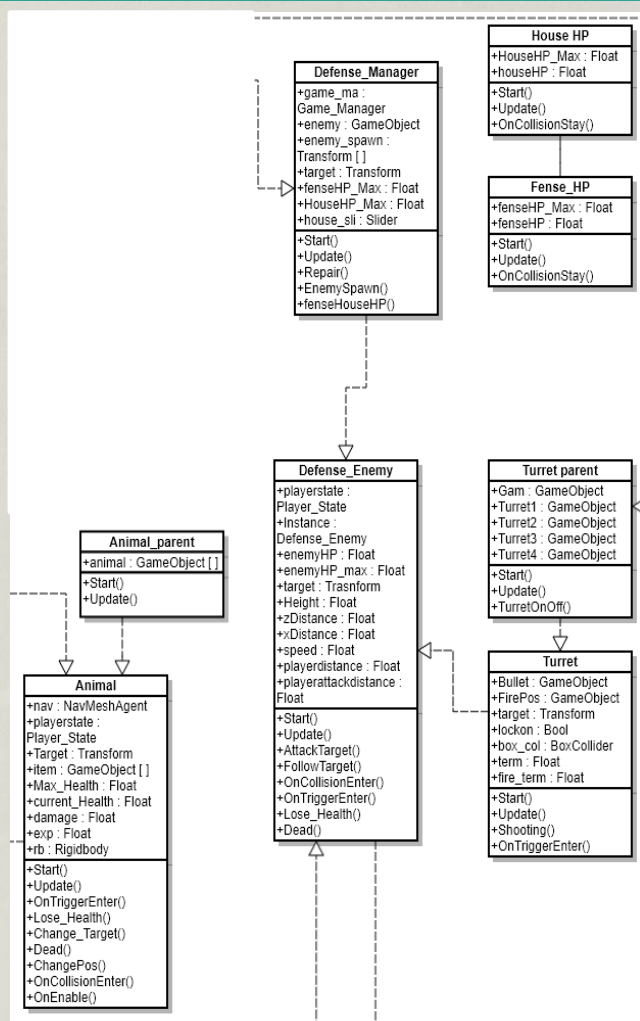 House HP
+HouseHP_Max : Float
+houseHP : Float
+Start()
+Update()
+OnCollisionStay()
Defense_Manager
+game_ma :
Game_Manager
+enemy : GameObject
+enemy_spawn :
Transform [ ]
+target : Transform
+fenseHP_Max : Float
+HouseHP_Max : Float
+house_sli : Slider
+Start()
+Update()
+Repair()
+EnemySpawn()
+fenseHouseHP()
Fense_HP
+fenseHP_Max : Float
+fenseHP : Float
+Start()
+Update()
+OnCollisionStay()
Defense_Enemy
+playerstate :
Player_State
+Instance :
Defense_Enemy
+enemyHP : Float
+enemyHP_max : Float
+target : Trasnform
+Height : Float
+zDistance : Float
+xDistance : Float
+speed : Float
+playerdistance : Float
+playerattackdistance :
Float
+Start()
+Update()
+AttackTarget()
+FollowTarget()
+OnCollisionEnter()
+OnTriggerEnter()
+Lose_Health()
+Dead()
Turret parent
+Gam : GameObject
+Turret1 : GameObject
+Turret2 : GameObject
+Turret3 : GameObject
+Turret4 : GameObject
+Start()
+Update()
+TurretOnOff()
Animal_parent
+animal : GameObject [ ]
+Start()
+Update()
Turret
+Bullet : GameObject
+FirePos : GameObject
+target : Transform
+lockon : Bool
+box_col : BoxCollider
+term : Float
+fire_term : Float
+Start()
+Update()
+Shooting()
+OnTriggerEnter()
Animal
+nav : NavMeshAgent
+playerstate :
Player_State
+Target : Transform
+item : GameObject [ ]
+Max_Health : Float
+current_Health : Float
+damage : Float
+exp : Float
+rb : Rigidbody
+Start()
+Update()
+OnTriggerEnter()
+Lose_Health()
+Change_Target()
+Dead()
+ChangePos()
+OnCollisionEnter()
+OnEnable()